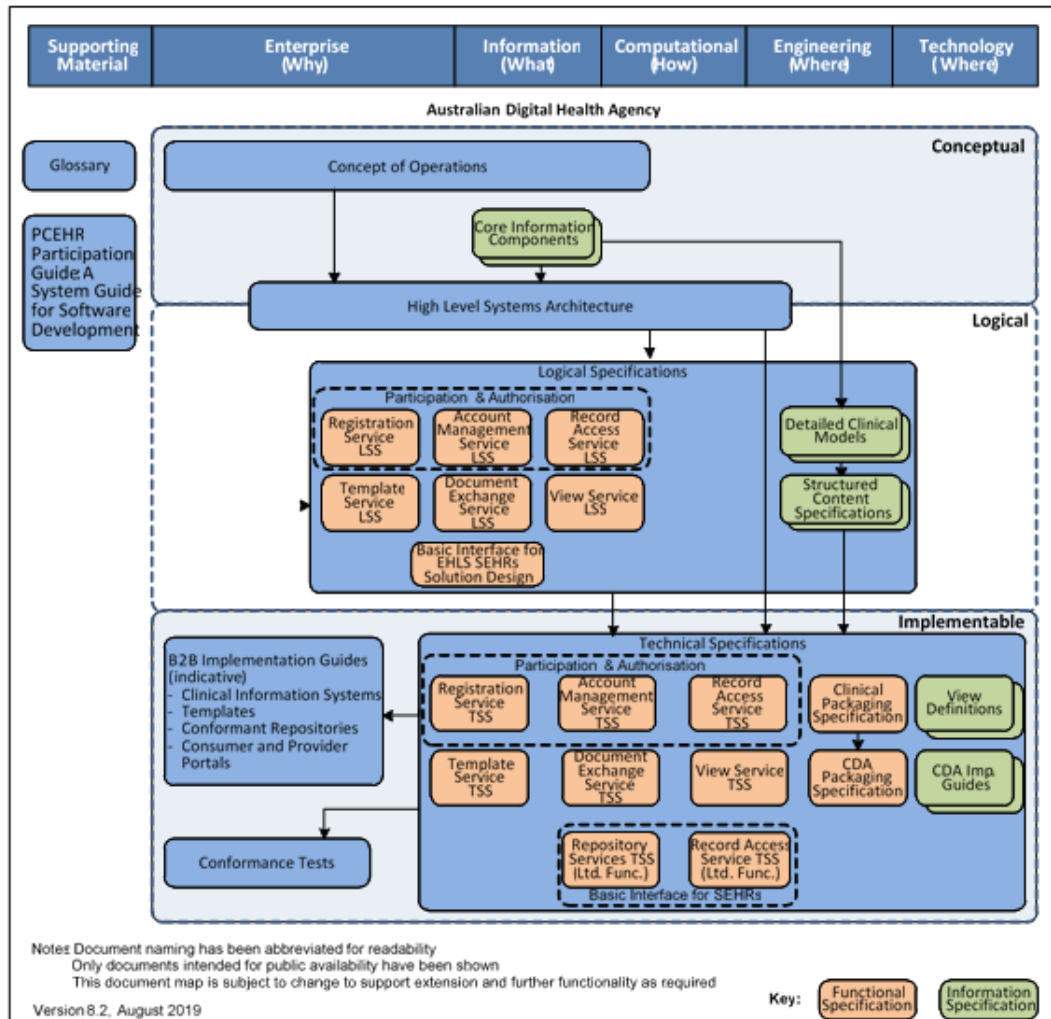 Supporting
Material
Enterprise
(Why)
Information
(What)
Computational
(How)
Engineering
(Where)
Technology
( Where)
Australian Digital Health Agency
Conceptual
Glossary
Concept of Operations
PCEHR
Participation
Guide: A
System Guide
for Software
Development
Core Information
Components
High Level Systems Architecture
Logical
Logical Specifications
Participation & Authorisation
Registration
Service
LSS
Account
Management
Service
LSS
Record
Access
Service
LSS
Detailed Clinical
Models
Template
Service
LSS
Document
Exchange
Service
LSS
View Service
LSS
Structured
Content
Specifications
Basic Interface for
EHLS SEHRs
Solution Design
Implementable
Technical Specifications
B2B Implementation Guides
(indicative)
- Clinical Information Systems
- Templates
- Conformant Repositories
- Consumer and Provider
Portals
Participation & Authorisation
Registration
Service
TSS
Account
Management
Service
TSS
Record
Access
Service
TSS
Clinical
Packaging
Specification
View
Definitions
Template
Service
TSS
Document
Exchange
Service
TSS
View Service
TSS
CDA
Packaging
Specification
CDA Imp.
Guides
Conformance Tests
Repository
Services TSS
(Ltd. Func.)
Record Access
Service TSS
(Ltd. Func.)
Basic Interface for SEHRs
Notes: Document naming has been abbreviated for readability
Only documents intended for public availability have been shown
This document map is subject to change to support extension and further functionality as required
Version 8.2, August 2019
Key:
Functional
Specification
Information
Specification